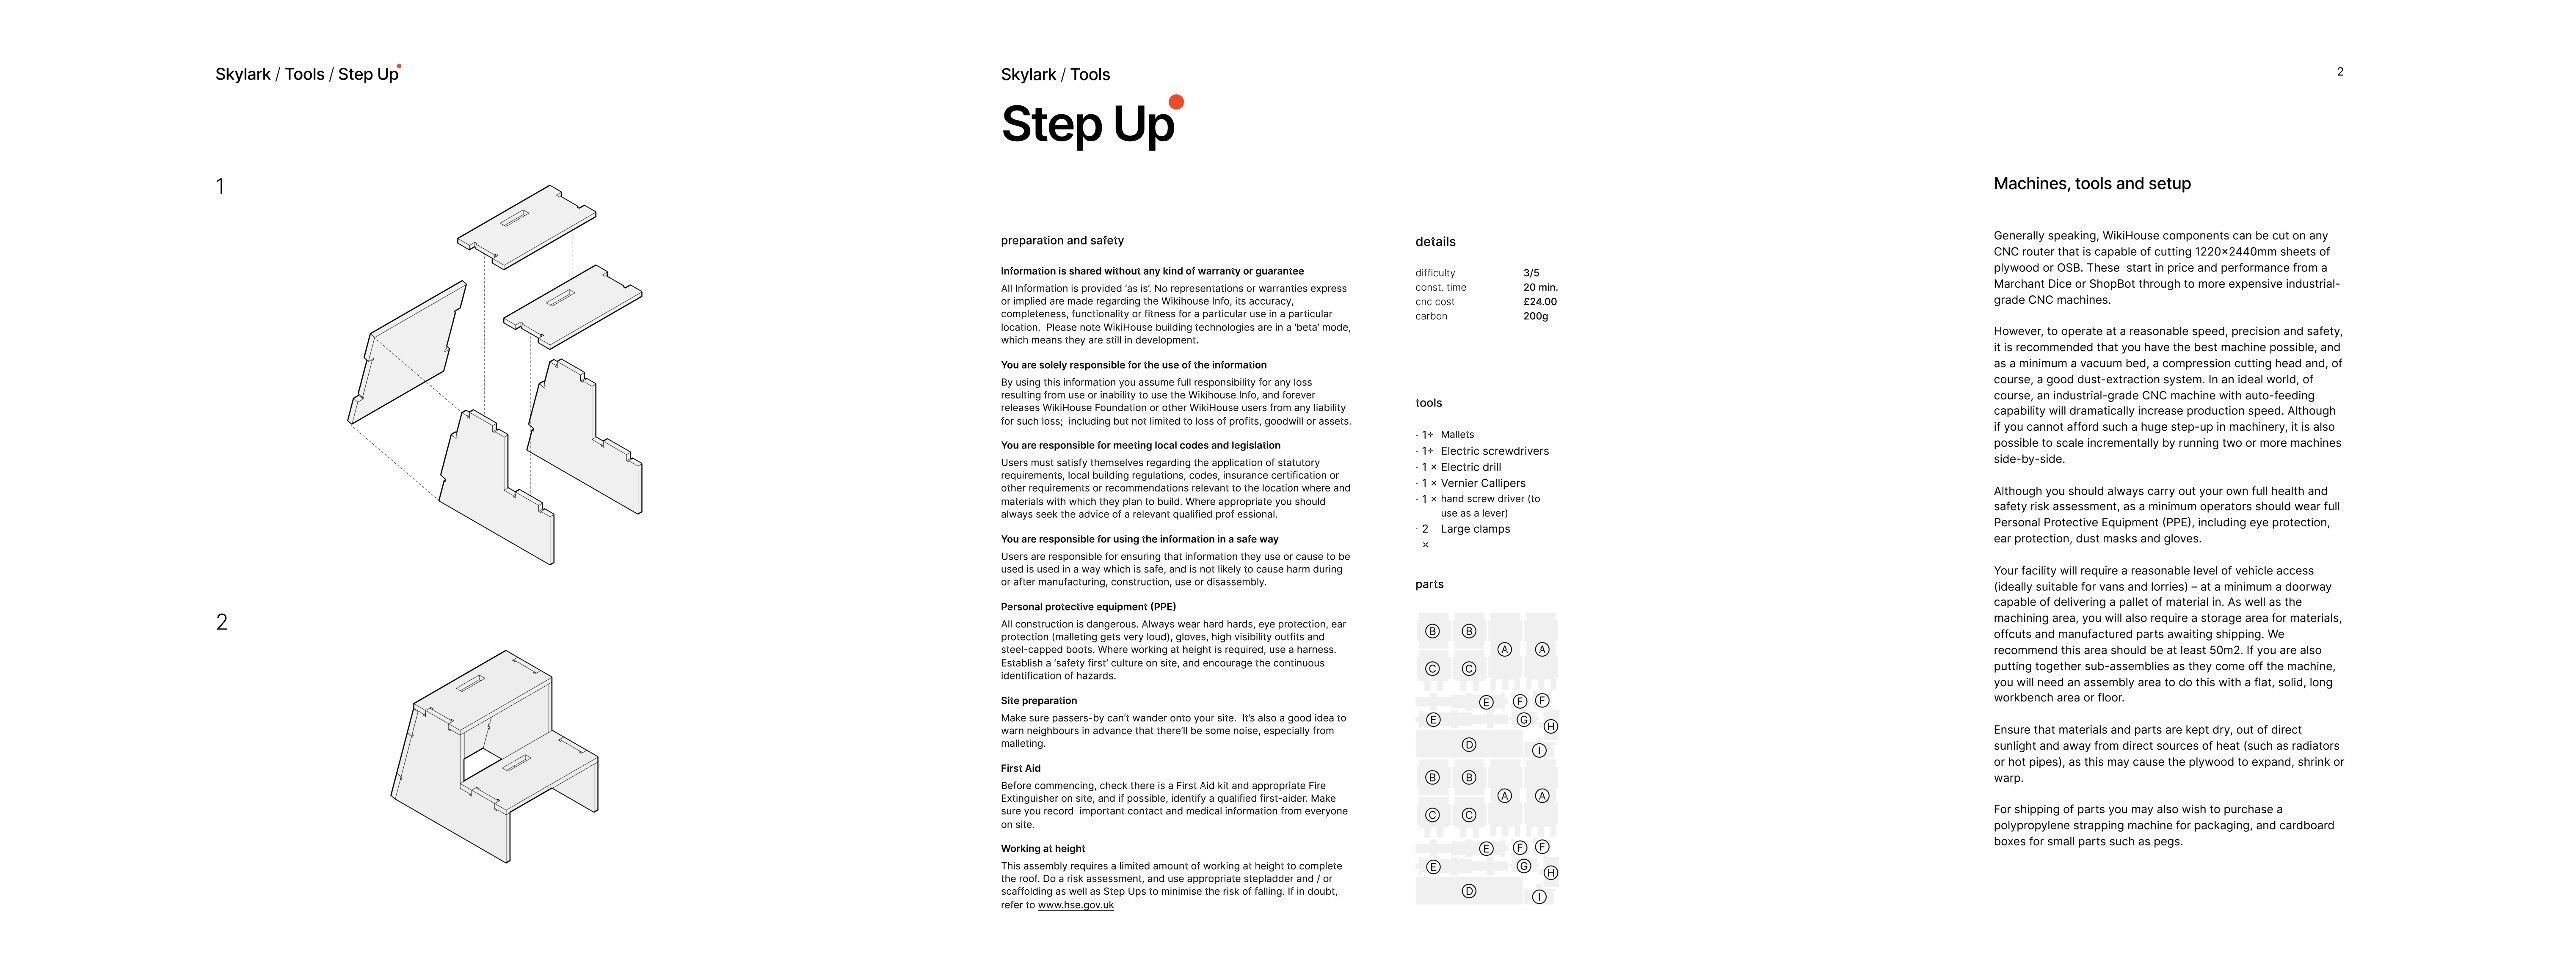 Skylark / Tools / Step Up
1
2
Skylark / Tools
Step Up
preparation and safety
Information is shared without any kind of warranty or guarantee
All Information is provided ‘as is’. No representations or warranties express
or implied are made regarding the Wikihouse Info, its accuracy,
completeness, functionality or fitness for a particular use in a particular
location.  Please note WikiHouse building technologies are in a ‘beta’ mode,
which means they are still in development.
You are solely responsible for the use of the information
By using this information you assume full responsibility for any loss
resulting from use or inability to use the Wikihouse Info, and forever
releases WikiHouse Foundation or other WikiHouse users from any liability
for such loss;  including but not limited to loss of profits, goodwill or assets.
You are responsible for meeting local codes and legislation
Users must satisfy themselves regarding the application of statutory
requirements, local building regulations, codes, insurance certification or
other requirements or recommendations relevant to the location where and
materials with which they plan to build. Where appropriate you should
always seek the advice of a relevant qualified prof essional.
You are responsible for using the information in a safe way
Users are responsible for ensuring that information they use or cause to be
used is used in a way which is safe, and is not likely to cause harm during
or after manufacturing, construction, use or disassembly.
Personal protective equipment (PPE)
All construction is dangerous. Always wear hard hards, eye protection, ear
protection (malleting gets very loud), gloves, high visibility outfits and
steel-capped boots. Where working at height is required, use a harness.
Establish a ‘safety first’ culture on site, and encourage the continuous
identification of hazards.
Site preparation
Make sure passers-by can’t wander onto your site.  It’s also a good idea to
warn neighbours in advance that there’ll be some noise, especially from
malleting.
First Aid
Before commencing, check there is a First Aid kit and appropriate Fire
Extinguisher on site, and if possible, identify a qualified first-aider. Make
sure you record  important contact and medical information from everyone
on site.
Working at height
This assembly requires a limited amount of working at height to complete
the roof. Do a risk assessment, and use appropriate stepladder and / or
scaffolding as well as Step Ups to minimise the risk of falling. If in doubt,
refer to www.hse.gov.uk
details
difficulty 3/5
const. time 20 min.
cnc cost £24.00
carbon 200g
tools
· 1+ Mallets
· 1+ Electric screwdrivers
· 1 × Electric drill
· 1 × Vernier Callipers
· 1 × hand screw driver (to
use as a lever)
· 2 Large clamps
×
parts
B B
A A
C C
E F F
E G H
D I
B B
A A
C C
E F F
E G H
D I
2
Machines, tools and setup
Generally speaking, WikiHouse components can be cut on any
CNC router that is capable of cutting 1220×2440mm sheets of
plywood or OSB. These  start in price and performance from a
Marchant Dice or ShopBot through to more expensive industrial-
grade CNC machines.
However, to operate at a reasonable speed, precision and safety,
it is recommended that you have the best machine possible, and
as a minimum a vacuum bed, a compression cutting head and, of
course, a good dust-extraction system. In an ideal world, of
course, an industrial-grade CNC machine with auto-feeding
capability will dramatically increase production speed. Although
if you cannot afford such a huge step-up in machinery, it is also
possible to scale incrementally by running two or more machines
side-by-side.
Although you should always carry out your own full health and
safety risk assessment, as a minimum operators should wear full
Personal Protective Equipment (PPE), including eye protection,
ear protection, dust masks and gloves.
Your facility will require a reasonable level of vehicle access
(ideally suitable for vans and lorries) – at a minimum a doorway
capable of delivering a pallet of material in. As well as the
machining area, you will also require a storage area for materials,
offcuts and manufactured parts awaiting shipping. We
recommend this area should be at least 50m2. If you are also
putting together sub-assemblies as they come off the machine,
you will need an assembly area to do this with a flat, solid, long
workbench area or floor.
Ensure that materials and parts are kept dry, out of direct
sunlight and away from direct sources of heat (such as radiators
or hot pipes), as this may cause the plywood to expand, shrink or
warp.
For shipping of parts you may also wish to purchase a
polypropylene strapping machine for packaging, and cardboard
boxes for small parts such as pegs.